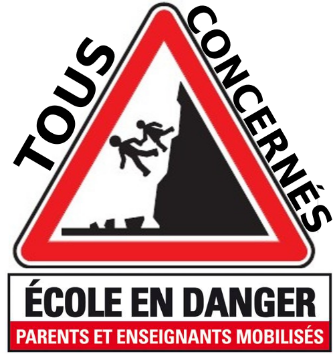 TOUS
CONCERNÉS
ÉCOLE EN DANGER
PARENTS ET ENSEIGNANTS MOBILISÉS